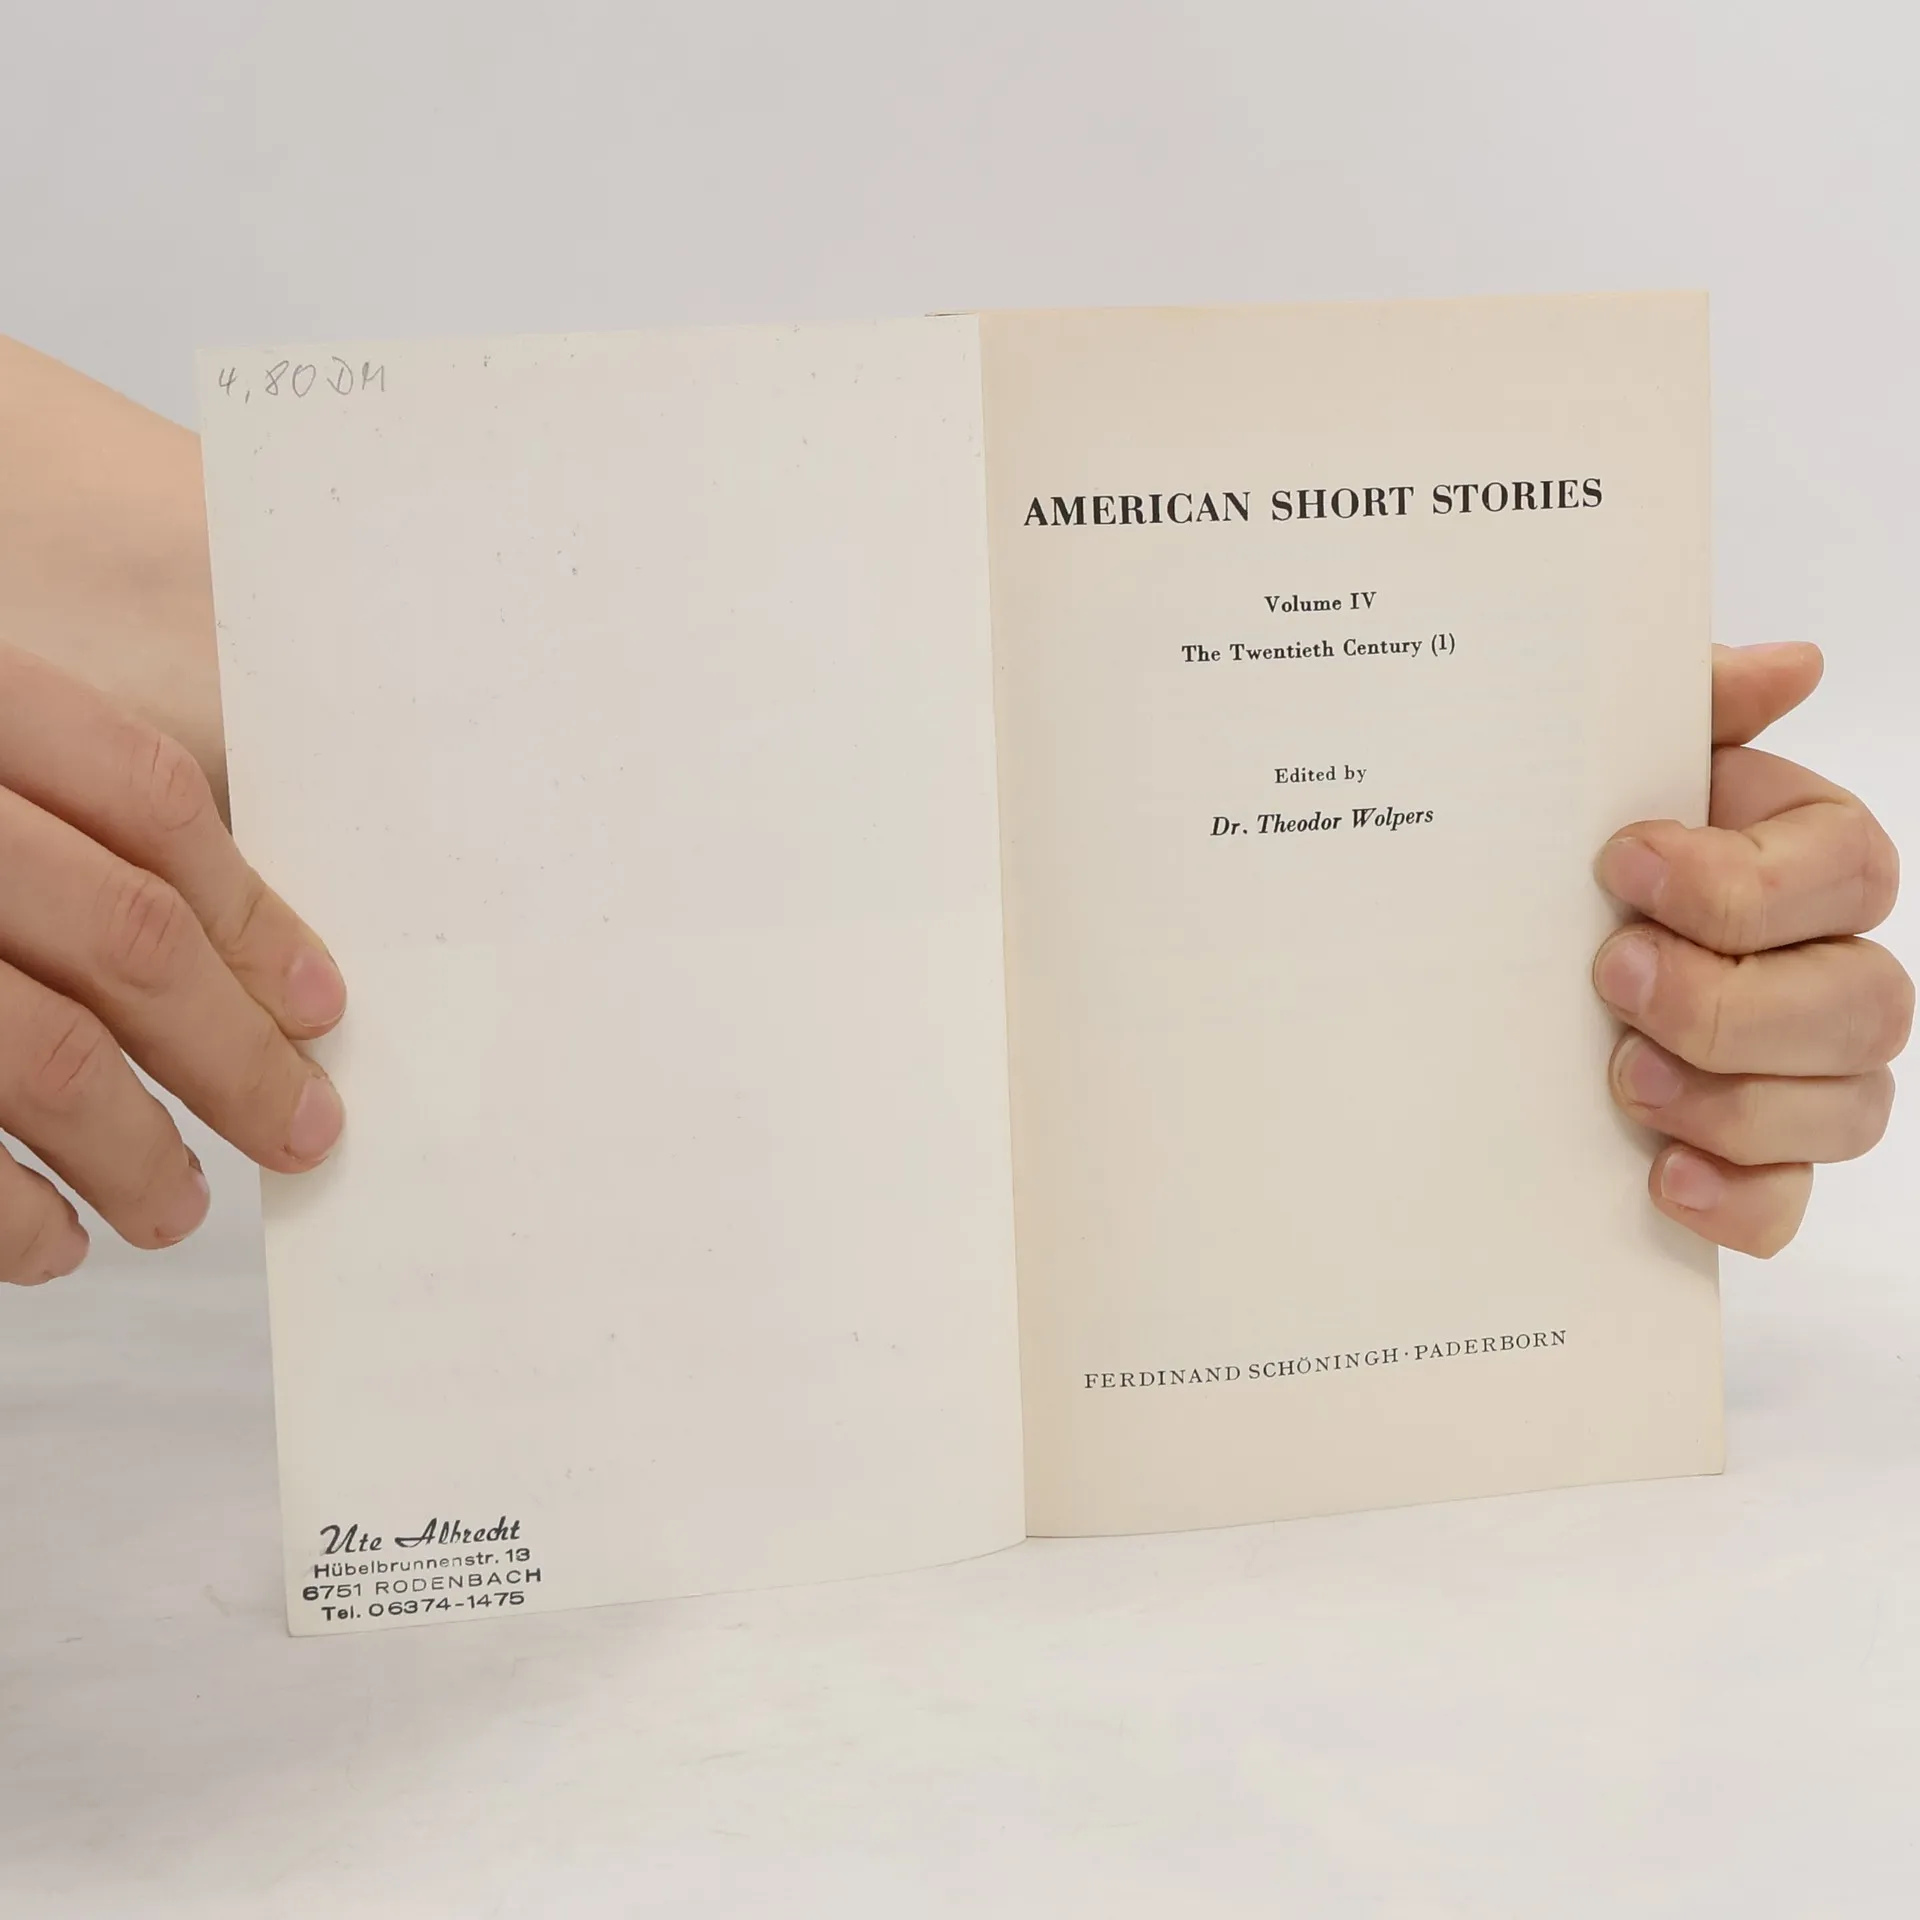 4,80 DM
Ute Albrecht
Hübelbrunnenstr. 13
6751 RODENBACH
Tel. 06374-1475
AMERICAN SHORT STORIES
Volume IV
The Twentieth Century (1)
Edited by
Dr. Theodor Wolpers
FERDINAND SCHÖNINGH · PADERBORN